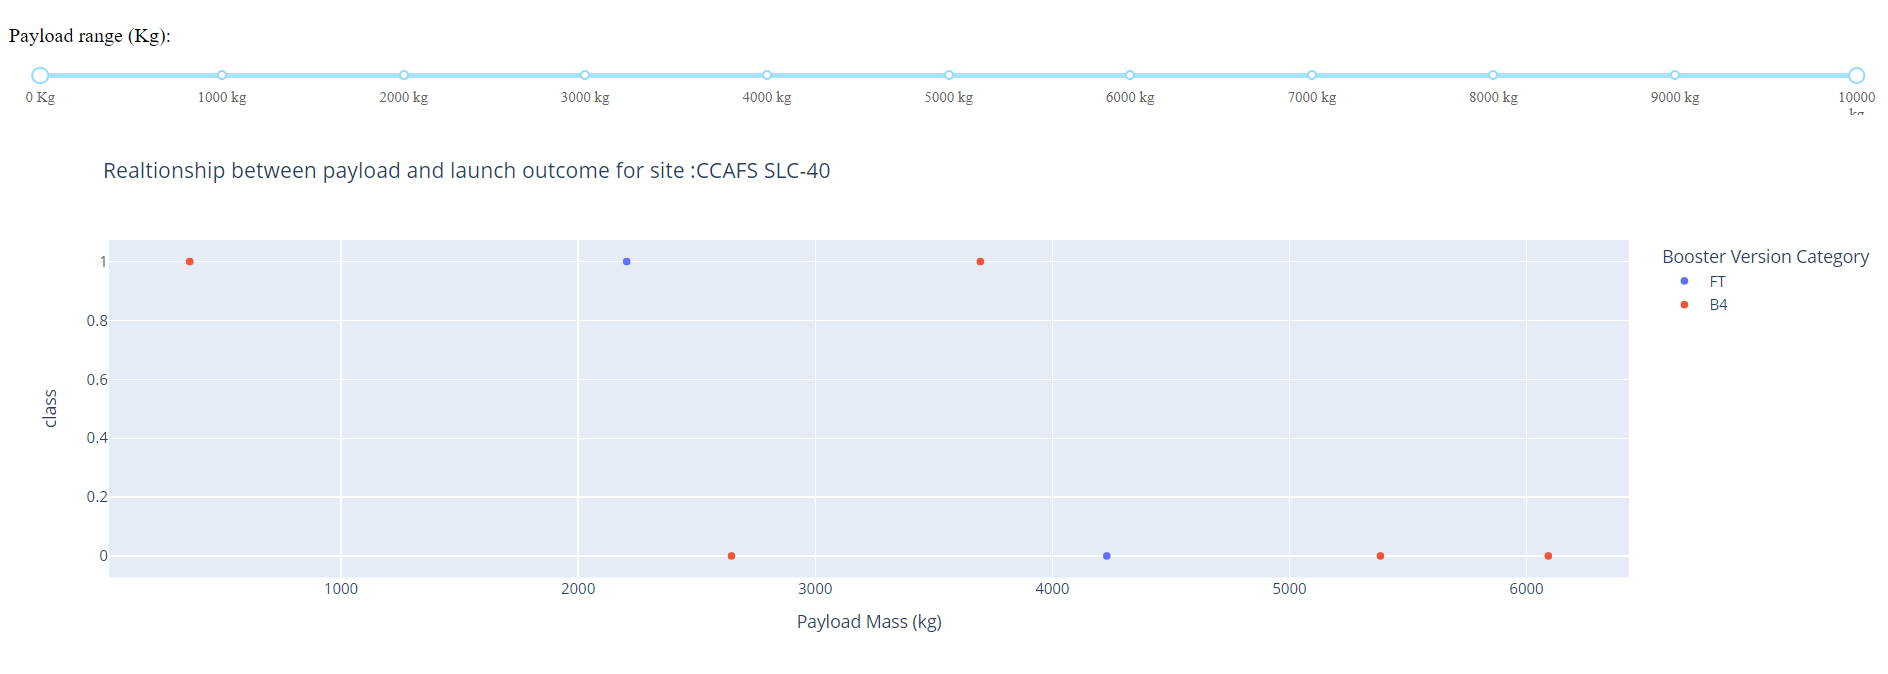 Payload range (Kg):
0 Kg 1000 kg 2000 kg 3000 kg 4000 kg 5000 kg 6000 kg 7000 kg 8000 kg 9000 kg 10000
kg
Realtionship between payload and launch outcome for site :CCAFS SLC-40
Booster Version Category
FT
B4
1
0.8
0.6
0.4
0.2
0
class
1000 2000 3000 4000 5000 6000
Payload Mass (kg)